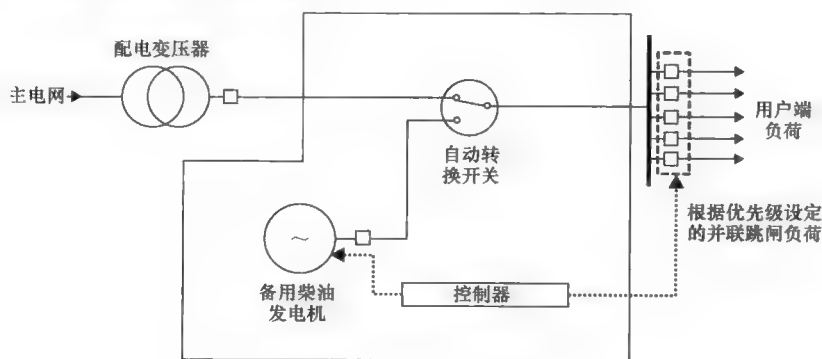 配电变压器
主电网
自动转
换开关
用户端
负荷
根据优先级设定
的并联跳闸负荷
~
备用柴油
发电机
控制器